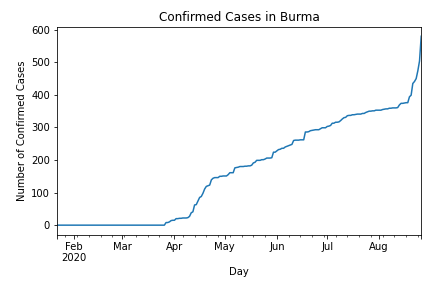 Confirmed Cases in Burma
Number of Confirmed Cases
600
500
400
300
200
100
0
Feb Mar Apr May Jun Jul Aug
2020
Day